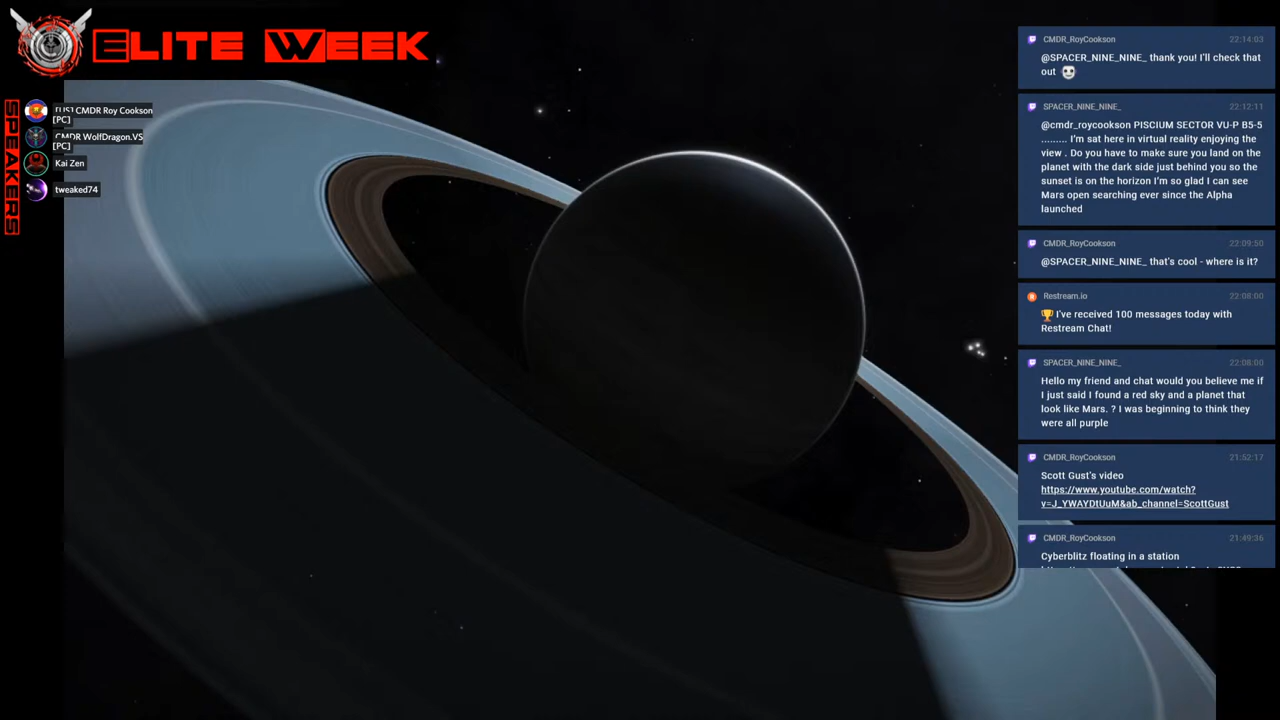 ELITE WEEK
SPEAKERS
[US] CMDR Roy Cookson
[PC]
CMDR WolfDragon.VS
[PC]
Kai Zen
tweaked74
CMDR_RoyCookson 22:14:03
@SPACER_NINE_NINE_ thank you! I'll check that
out
SPACER_NINE_NINE_ 22:12:11
@cmdr_roycookson PISCIUM SECTOR VU-P B5-5
......... I'm sat here in virtual reality enjoying the
view . Do you have to make sure you land on the
planet with the dark side just behind you so the
sunset is on the horizon I'm so glad I can see
Mars open searching ever since the Alpha
launched
CMDR_RoyCookson 22:09:50
@SPACER_NINE_NINE_ that's cool - where is it?
Restream.io 22:08:00
I've received 100 messages today with
Restream Chat!
SPACER_NINE_NINE_ 22:08:00
Hello my friend and chat would you believe me if
I just said I found a red sky and a planet that
look like Mars. ? I was beginning to think they
were all purple
CMDR_RoyCookson 21:52:17
Scott Gust's video
https://www.youtube.com/watch?
v=J_YWAYDtUuM&ab_channel=ScottGust
CMDR_RoyCookson 21:49:36
Cyberblitz floating in a station